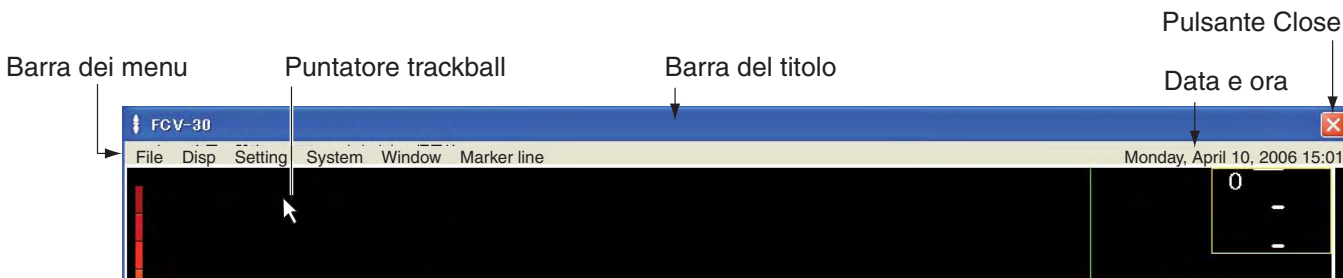 Pulsante Close
Barra dei menu Puntatore trackball Barra del titolo
Data e ora
FCV-30
File Disp Setting System Window Marker line Monday, April 10, 2006 15:01
0